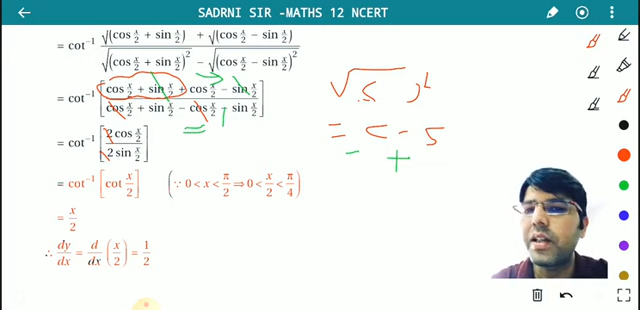 SADRNI SIR -MATHS 12 NCERT
= cot⁻¹ (√(cos x/2 + sin x/2) + √(cos x/2 − sin x/2)) / (√(cos x/2 + sin x/2)² − √(cos x/2 − sin x/2)²)
= cot⁻¹ [(cos x/2 + sin x/2 + cos x/2 − sin x/2) / (cos x/2 + sin x/2 − cos x/2 + sin x/2)]
= cot⁻¹ [2 cos x/2 / 2 sin x/2]
= cot⁻¹ [cot x/2] (∵ 0 < x < π/2 ⇒ 0 < x/2 < π/4)
= x/2
∴ dy/dx = d/dx (x/2) = 1/2
= c - s
- +